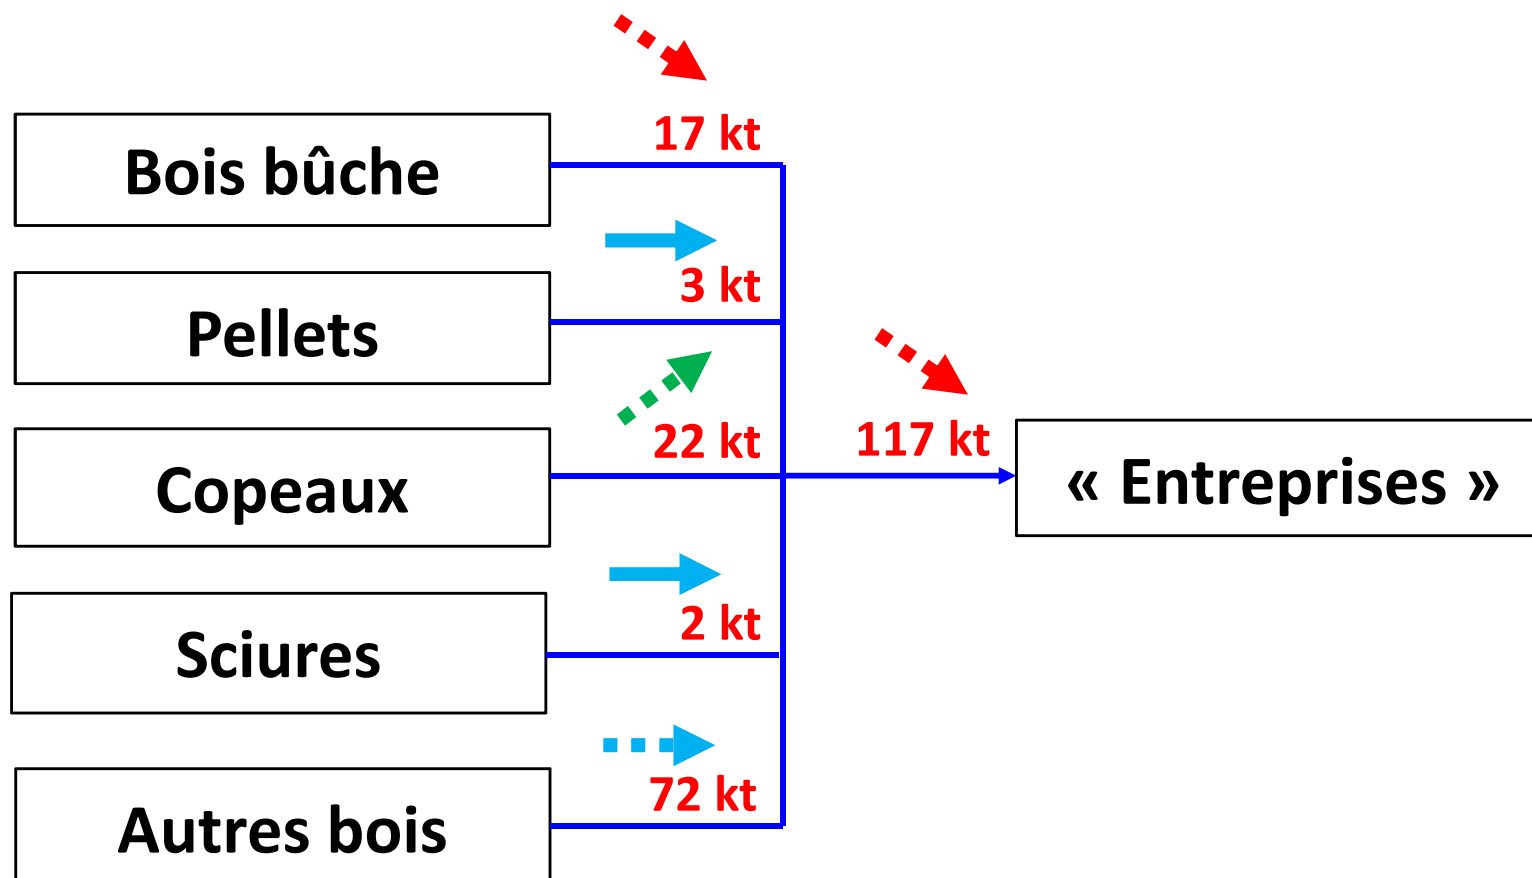 17 kt
Bois bûche
3 kt
Pellets
22 kt
117 kt
Copeaux
« Entreprises »
2 kt
Sciures
72 kt
Autres bois